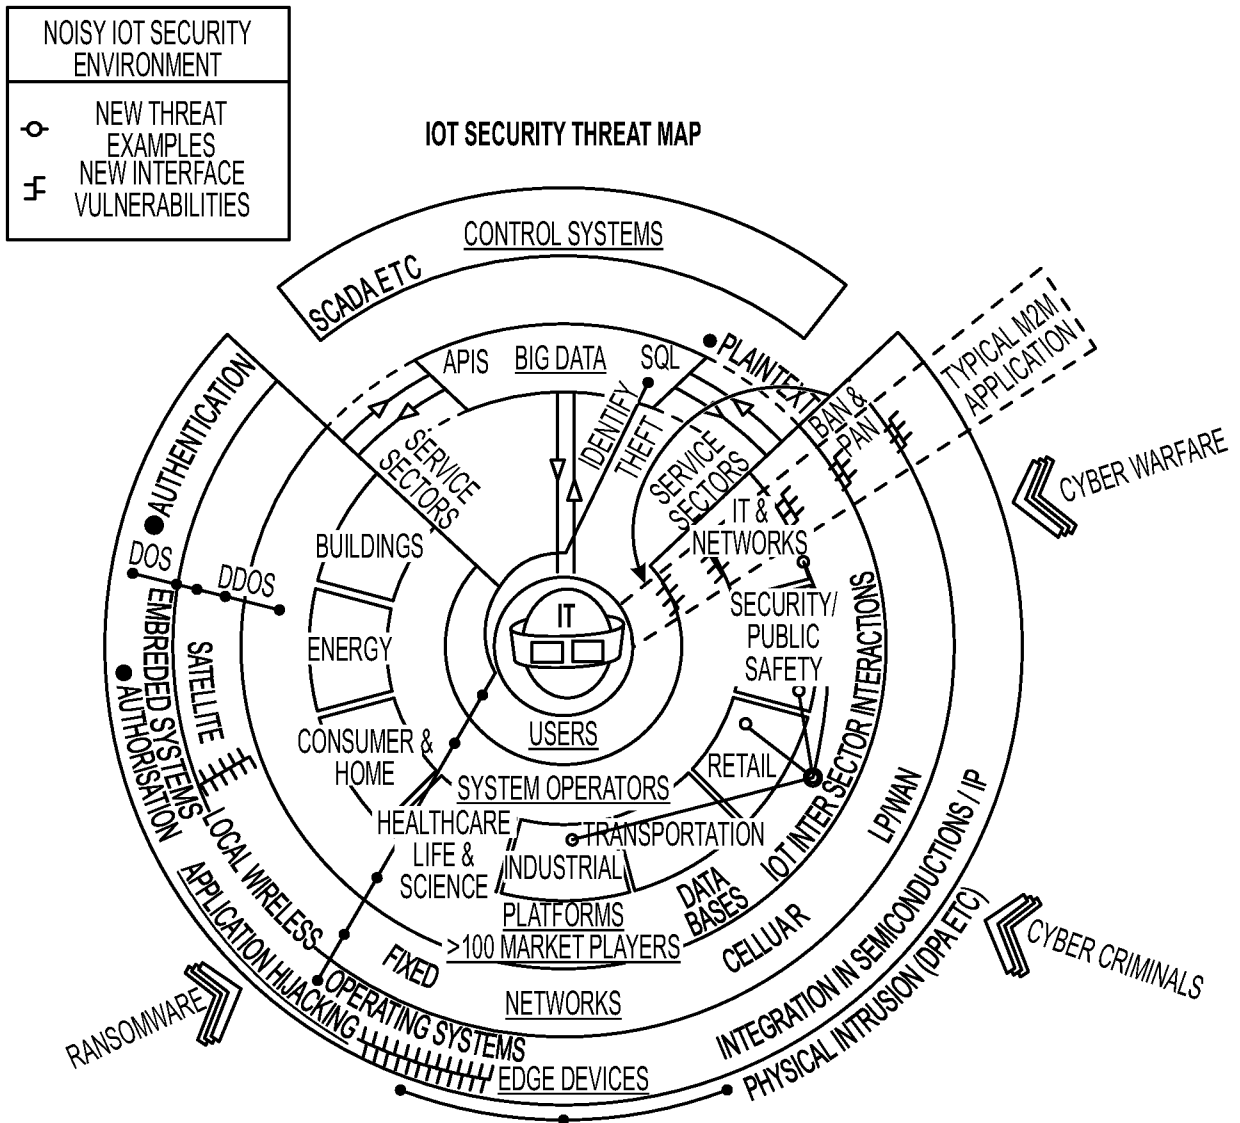 NOISY IOT SECURITY
ENVIRONMENT
NEW THREAT
EXAMPLES
NEW INTERFACE
VULNERABILITIES
IOT SECURITY THREAT MAP
CONTROL SYSTEMS
SCADA ETC
APIS
BIG DATA
SQL
PLAINTEXT
IDENTIFY
THEFT
SERVICE
SECTORS
SERVICE
SECTORS
BAN &
PAN
TYPICAL M2M
APPLICATION
CYBER WARFARE
AUTHENTICATION
DOS
DDOS
BUILDINGS
IT &
NETWORKS
IT
ENERGY
SECURITY/
PUBLIC
SAFETY
EMBREDED SYSTEMS
AUTHORISATION
SATELLITE
CONSUMER &
HOME
USERS
SYSTEM OPERATORS
RETAIL
IOT INTER SECTOR INTERACTIONS
HEALTHCARE
LIFE &
SCIENCE
TRANSPORTATION
INDUSTRIAL
DATA
BASES
PLATFORMS
>100 MARKET PLAYERS
LOCAL WIRELESS
FIXED
NETWORKS
CELLUAR
LP/WAN
APPLICATION HIJACKING
OPERATING SYSTEMS
EDGE DEVICES
INTEGRATION IN SEMICONDUCTIONS / IP
PHYSICAL INTRUSION (DPA ETC)
RANSOMWARE
CYBER CRIMINALS